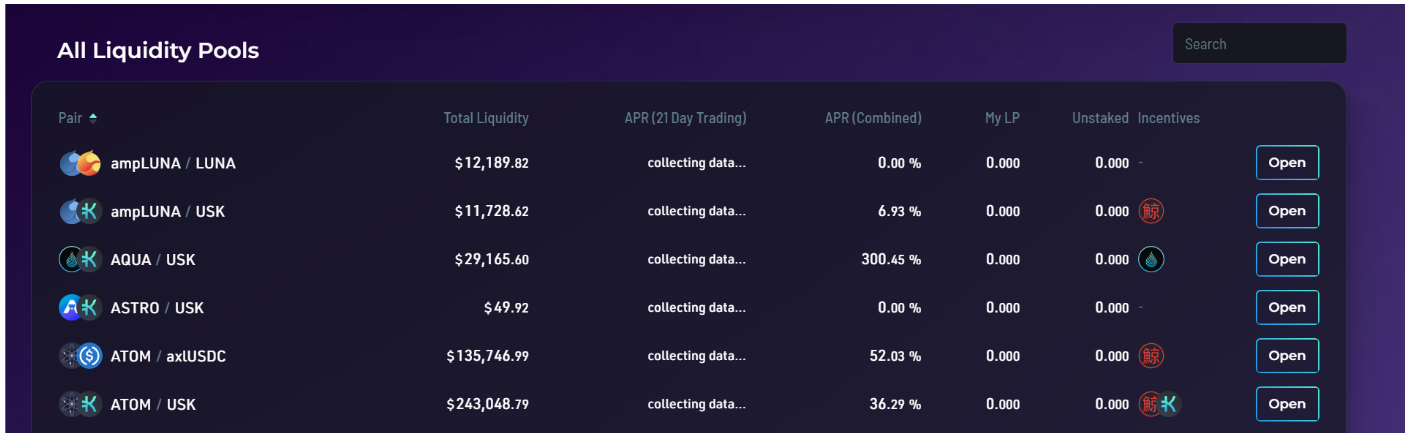 All Liquidity Pools
Search
Pair Total Liquidity APR (21 Day Trading) APR (Combined) My LP Unstaked Incentives
ampLUNA / LUNA $12,189.82 collecting data... 0.00 % 0.000 0.000 - Open
ampLUNA / USK $11,728.62 collecting data... 6.93 % 0.000 0.000 鯨 Open
AQUA / USK $29,165.60 collecting data... 300.45 % 0.000 0.000 Open
ASTRO / USK $49.92 collecting data... 0.00 % 0.000 0.000 - Open
ATOM / axlUSDC $135,746.99 collecting data... 52.03 % 0.000 0.000 鯨 Open
ATOM / USK $243,048.79 collecting data... 36.29 % 0.000 0.000 鯨 Open